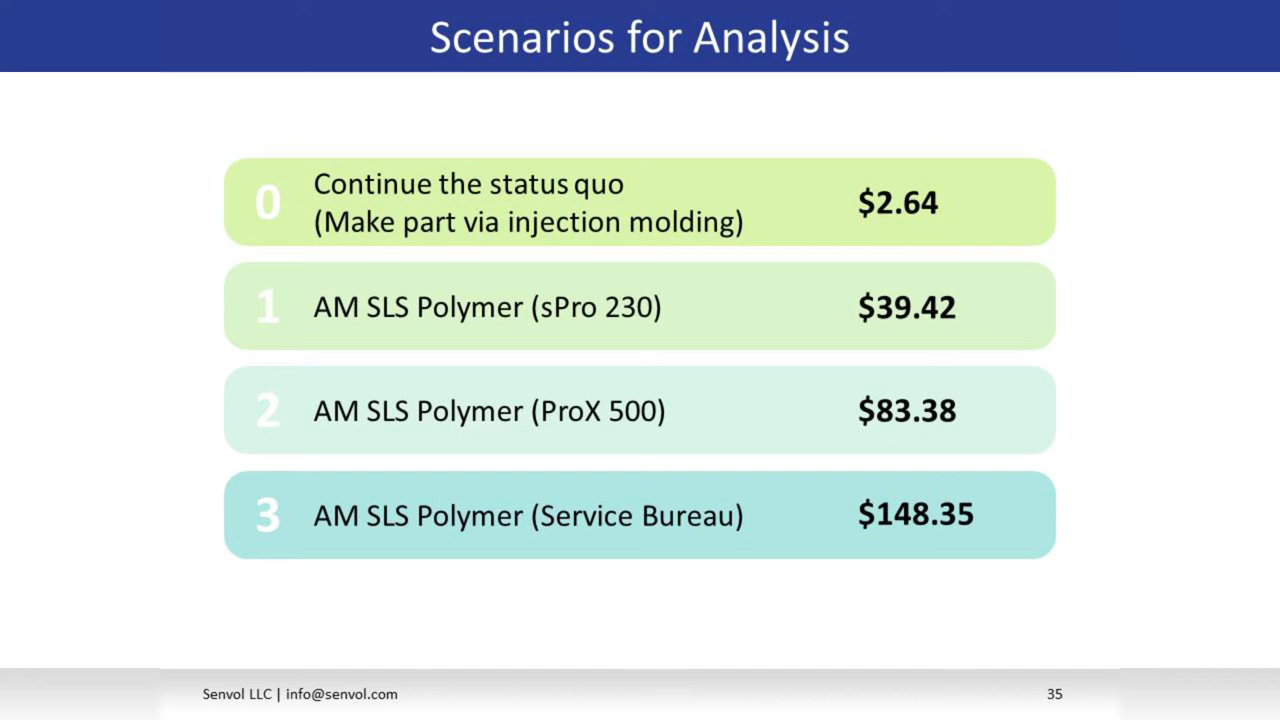 Scenarios for Analysis
0
Continue the status quo
(Make part via injection molding)
$2.64
1
AM SLS Polymer (sPro 230)
$39.42
2
AM SLS Polymer (ProX 500)
$83.38
3
AM SLS Polymer (Service Bureau)
$148.35
Senvol LLC | info@senvol.com
35